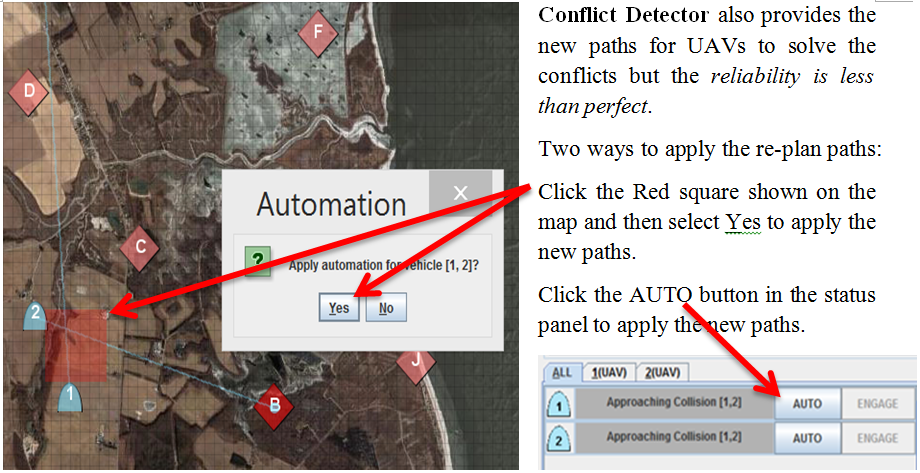 Conflict Detector also provides the
new paths for UAVs to solve the
conflicts but the reliability is less
than perfect.
Two ways to apply the re-plan paths:
Click the Red square shown on the
map and then select Yes to apply the
new paths.
Click the AUTO button in the status
panel to apply the new paths.
F
D
C
2
1
B
J
Automation
X
?
Apply automation for vehicle [1, 2]?
Yes No
ALL 1(UAV) 2(UAV)
1 Approaching Collision [1,2] AUTO ENGAGE
2 Approaching Collision [1,2] AUTO ENGAGE